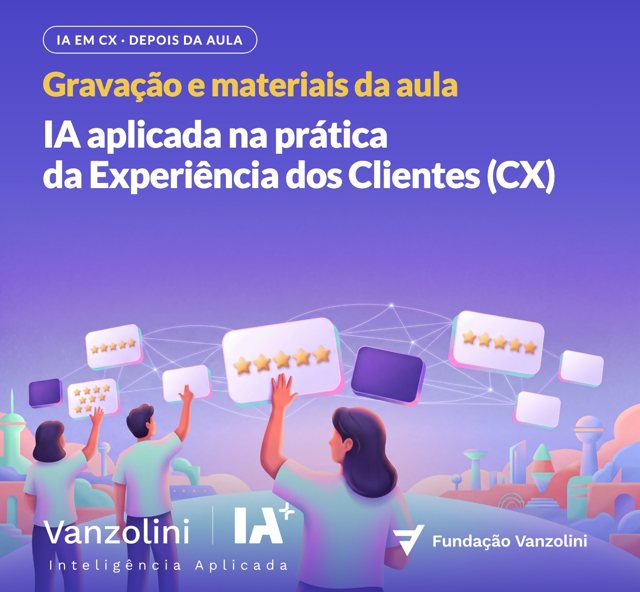 IA EM CX · DEPOIS DA AULA
Gravação e materiais da aula
IA aplicada na prática
da Experiência dos Clientes (CX)
Vanzolini | IA+
Inteligência Aplicada
Fundação Vanzolini